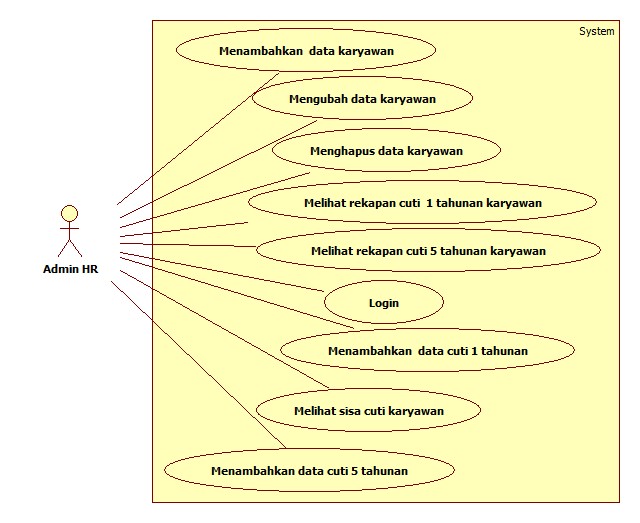 System
Menambahkan data karyawan
Mengubah data karyawan
Menghapus data karyawan
Melihat rekapan cuti 1 tahunan karyawan
Melihat rekapan cuti 5 tahunan karyawan
Admin HR
Login
Menambahkan data cuti 1 tahunan
Melihat sisa cuti karyawan
Menambahkan data cuti 5 tahunan